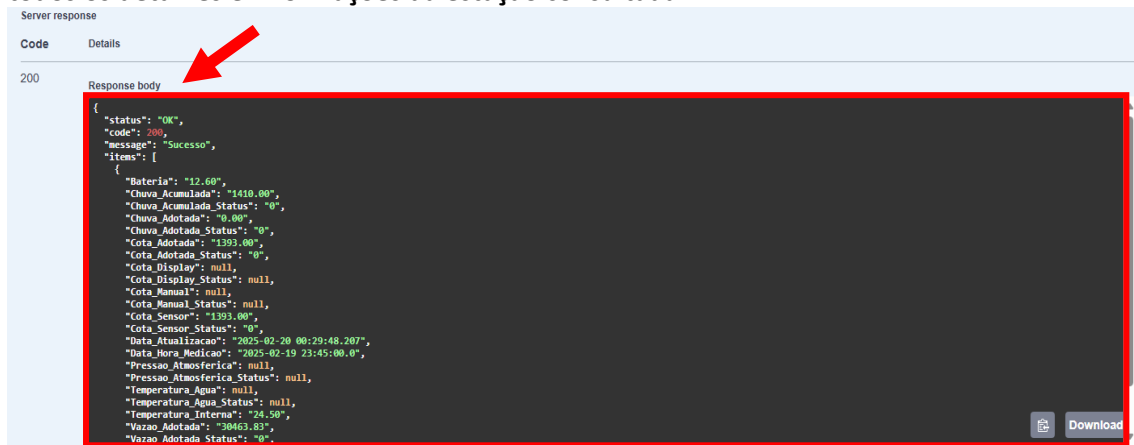 Server response
Code Details
200
Response body
{
"status": "OK",
"code": 200,
"message": "Sucesso",
"items": [
{
"Bateria": "12.60",
"Chuva_Acumulada": "1410.00",
"Chuva_Acumulada_Status": "0",
"Chuva_Adotada": "0.00",
"Chuva_Adotada_Status": "0",
"Cota_Adotada": "1393.00",
"Cota_Adotada_Status": "0",
"Cota_Display": null,
"Cota_Display_Status": null,
"Cota_Manual": null,
"Cota_Manual_Status": null,
"Cota_Sensor": "1393.00",
"Cota_Sensor_Status": "0",
"Data_Atualizacao": "2025-02-20 00:29:48.207",
"Data_Hora_Medicao": "2025-02-19 23:45:00.0",
"Pressao_Atmosferica": null,
"Pressao_Atmosferica_Status": null,
"Temperatura_Agua": null,
"Temperatura_Agua_Status": null,
"Temperatura_Interna": "24.50",
"Vazao_Adotada": "30463.83",
"Vazao_Adotada_Status": "0",
Download